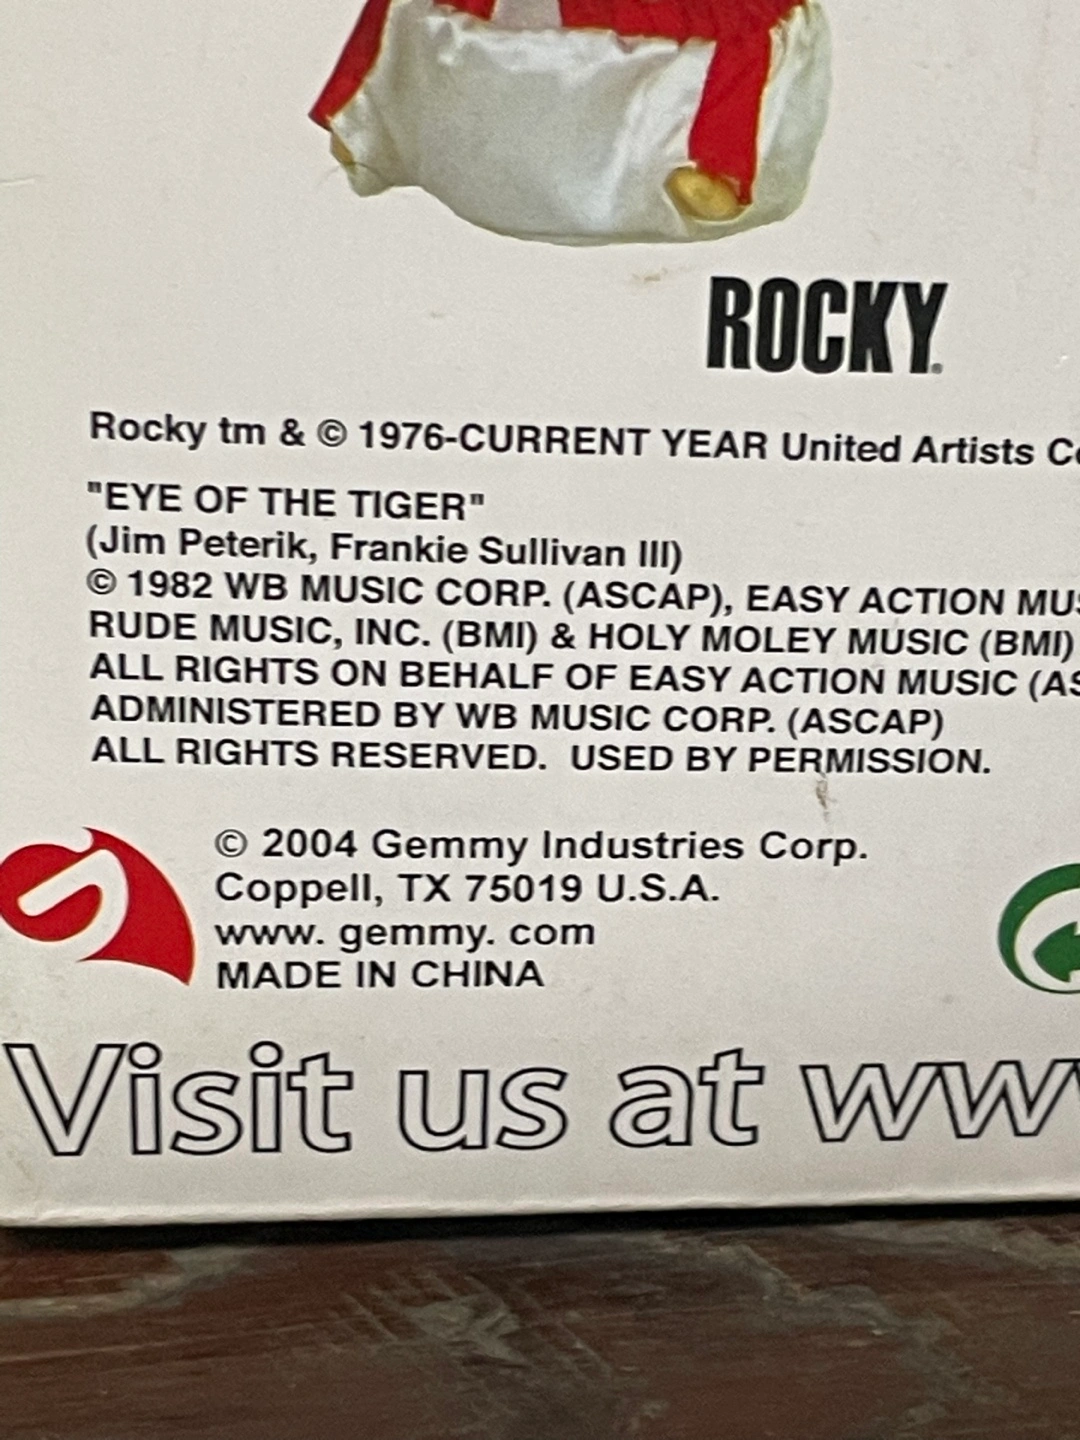 ROCKY®
Rocky tm & © 1976-CURRENT YEAR United Artists
"EYE OF THE TIGER"
(Jim Peterik, Frankie Sullivan III)
© 1982 WB MUSIC CORP. (ASCAP), EASY ACTION
RUDE MUSIC, INC. (BMI) & HOLY MOLEY MUSIC (BMI)
ALL RIGHTS ON BEHALF OF EASY ACTION MUSIC
ADMINISTERED BY WB MUSIC CORP. (ASCAP)
ALL RIGHTS RESERVED. USED BY PERMISSION.
© 2004 Gemmy Industries Corp.
Coppell, TX 75019 U.S.A.
www. gemmy. com
MADE IN CHINA
Visit us at